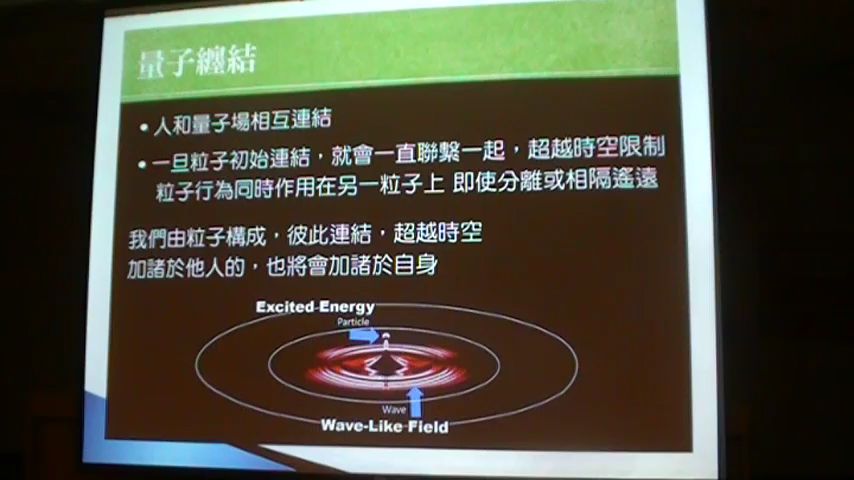 量子纏結
• 人和量子場相互連結
• 一旦粒子初始連結，就會一直聯繫一起，超越時空限制
粒子行為同時作用在另一粒子上 即使分離或相隔遙遠
我們由粒子構成，彼此連結，超越時空
加諸於他人的，也將會加諸於自身
Excited Energy
Particle
Wave
Wave-Like Field